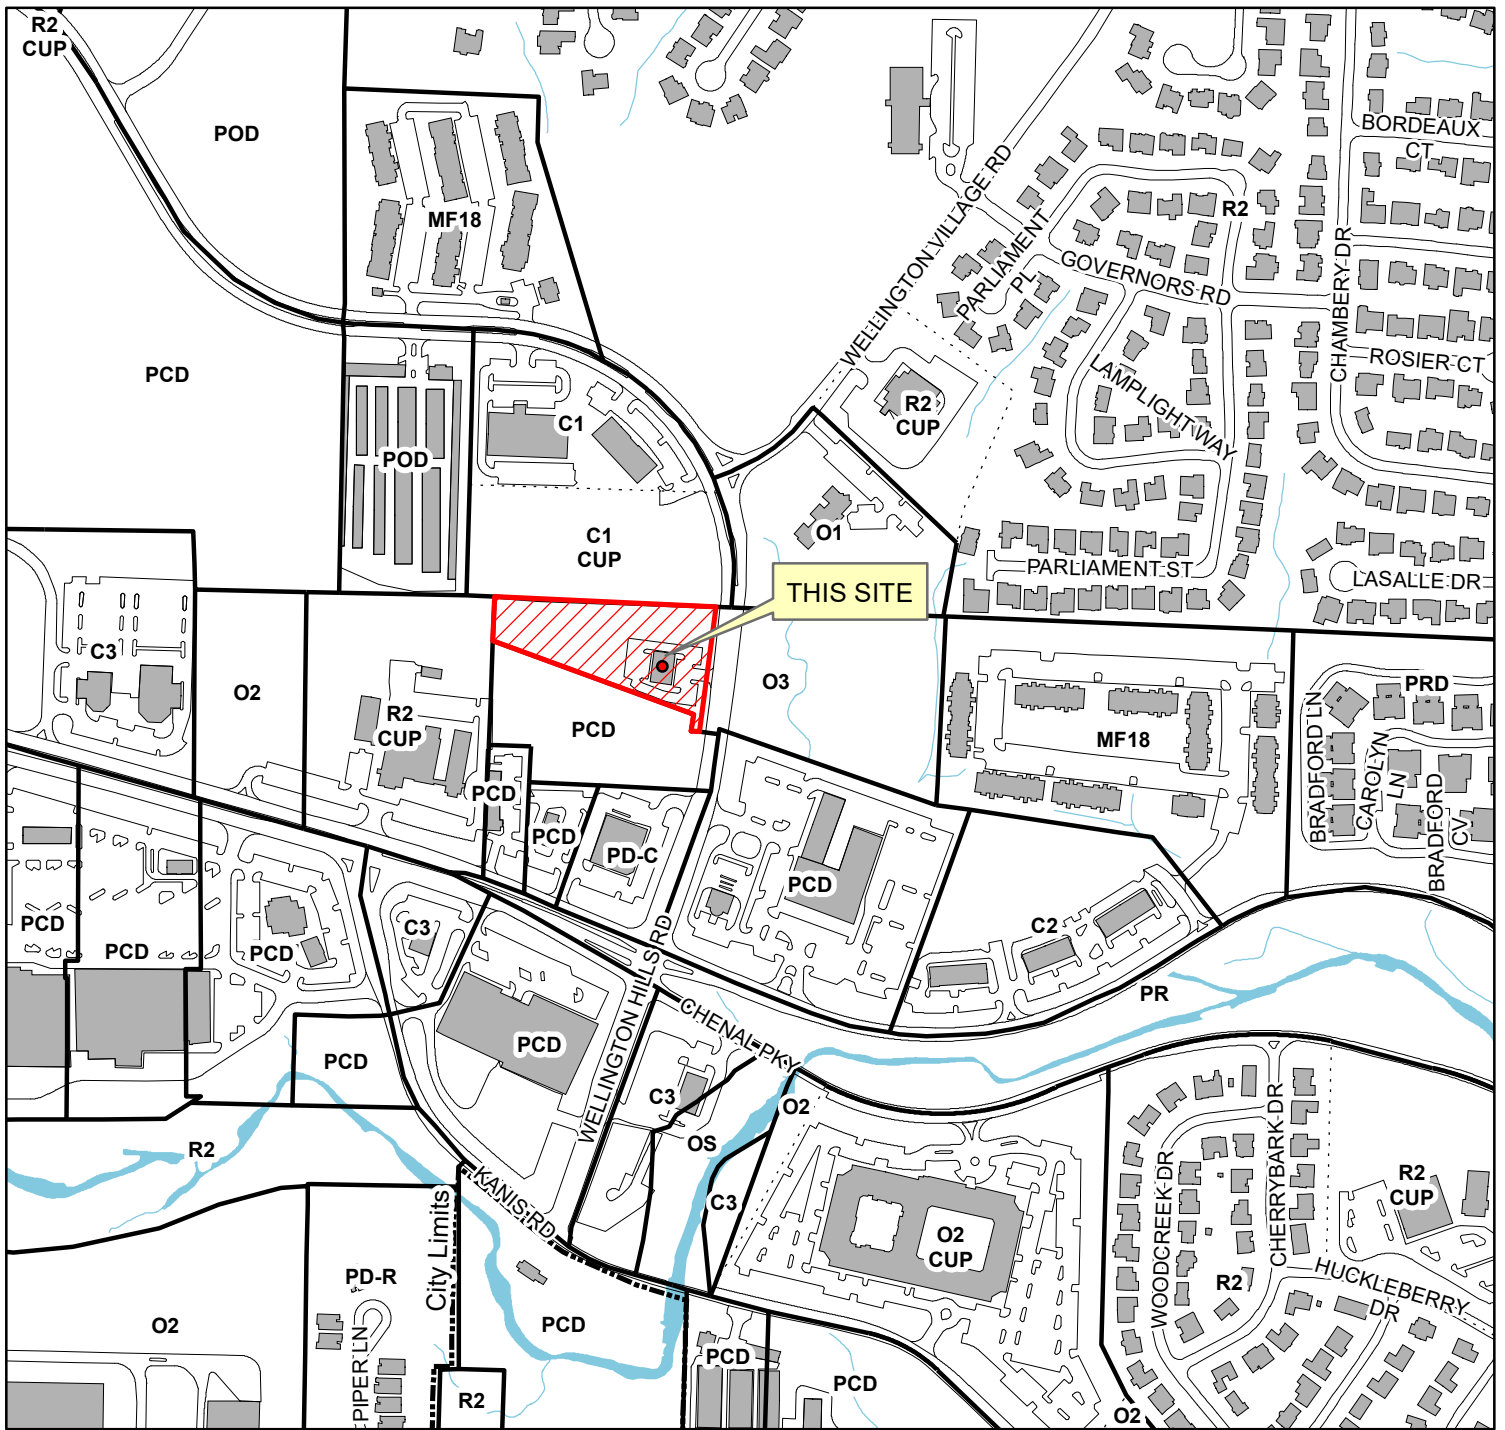 R2
CUP
POD
BORDEAUX
CT
MF18
WELLINGTON VILLAGE RD
PARLIAMENT
PL
R2
GOVERNORS RD
CHAMBERY DR
PCD
ROSIER CT
LAMPLIGHT WAY
R2
CUP
C1
POD
C1
CUP
O1
PARLIAMENT ST
LASALLE DR
THIS SITE
C3
O2
R2
CUP
PCD
O3
MF18
PRD
BRADFORD LN
CAROLYN
LN
BRADFORD
CV
PCD
PCD
PD-C
PCD
PCD
PCD
PCD
C3
C2
WELLINGTON HILLS RD
CHENAL PKY
PR
PCD
PCD
C3
O2
OS
R2
C3
KANIS RD
City Limits
WOODCREEK DR
CHERRYBARK DR
R2
CUP
O2
CUP
R2
HUCKLEBERRY
DR
PD-R
O2
PIPER LN
PCD
PCD
PCD
R2
O2